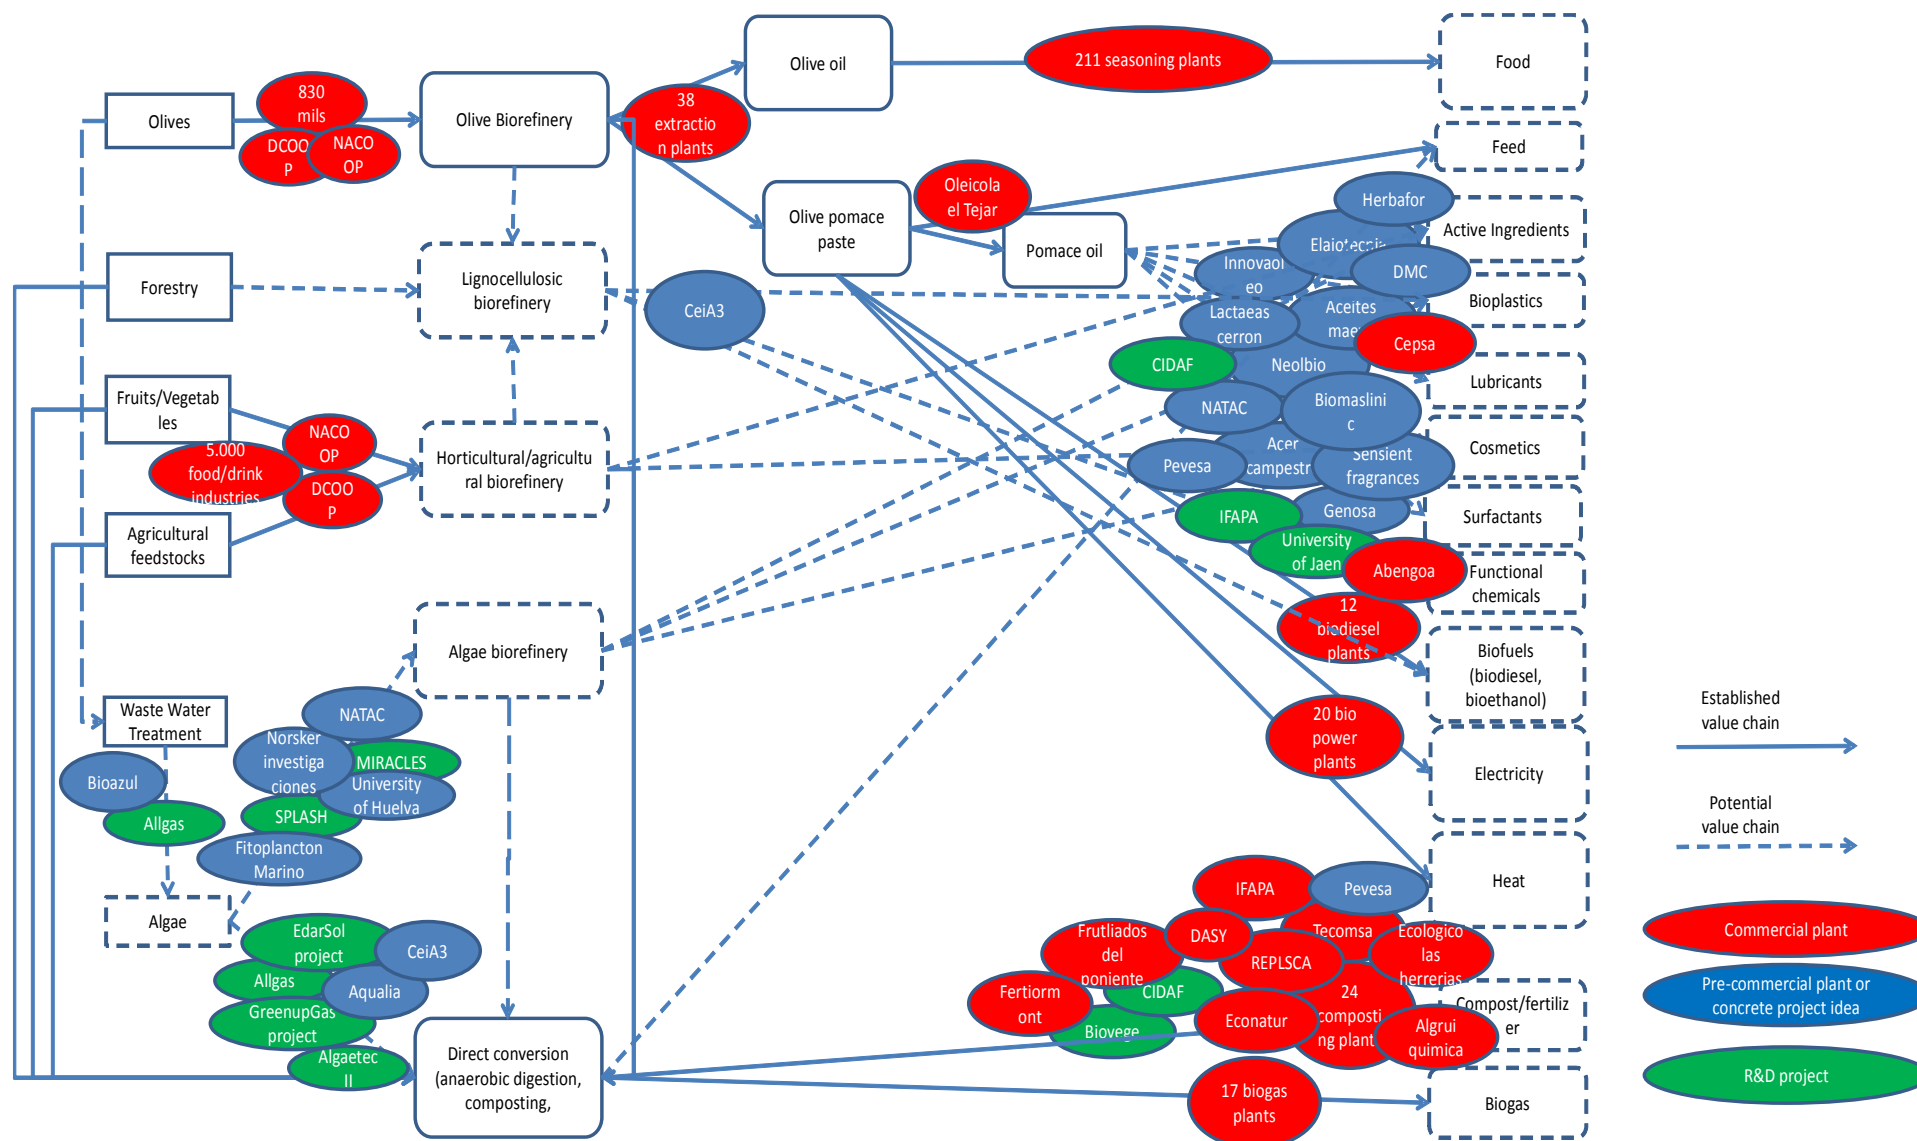 Olive oil
211 seasoning plants
Food
830
mils
Olives
DCOO
P
NACO
OP
Olive Biorefinery
38
extractio
n plants
Feed
Oleicola
el Tejar
Olive pomace
paste
Pomace oil
Herbafor
Active Ingredients
Innovaol
eo
DMC
Forestry
Lignocellulosic
biorefinery
CeiA3
Bioplastics
Lactaeas
cerron
Aceites
Cepsa
CIDAF
Neolbio
Lubricants
Fruits/Vegetab
les
NATAC
Biomaslini
c
NACO
OP
5.000
food/drink
industries
DCOO
P
Horticultural/agricultu
ral biorefinery
Pevesa
Acer
campestr
Sensient
fragrances
Cosmetics
Agricultural
feedstocks
IFAPA
Genosa
Surfactants
University
of Jaen
Abengoa
Functional
chemicals
12
biodiesel
plants
Algae biorefinery
Biofuels
(biodiesel,
bioethanol)
Waste Water
Treatment
NATAC
Norsker
investiga
ciones
MIRACLES
University
of Huelva
Bioazul
Allgas
SPLASH
Fitoplancton
Marino
20 bio
power
plants
Electricity
Established
value chain
Potential
value chain
Algae
EdarSol
project
CeiA3
Allgas
Aqualia
GreenupGas
project
Algaetec
II
Direct conversion
(anaerobic digestion,
composting,
IFAPA
Pevesa
Heat
Frutliados
del
poniente
DASY
Tecomsa
REPLSCA
Ecologico
las
herrerias
Fertiorm
ont
CIDAF
Biovege
Econatur
24
composti
ng plants
Algrui
quimica
Compost/fertiliz
er
17 biogas
plants
Biogas
Commercial plant
Pre-commercial plant or
concrete project idea
R&D project